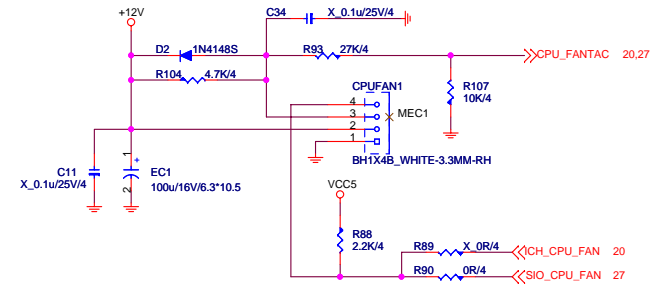 +12V
C34 X_0.1u/25V/4
D2 1N4148S
R93 27K/4
CPU_FANTAC 20,27
R104 4.7K/4
CPUFAN1
R107
10K/4
4
3
2
1
MEC1
BH1X4B_WHITE-3.3MM-RH
C11
X_0.1u/25V/4
1
+
2
EC1
100u/16V/6.3*10.5
VCC5
R88
2.2K/4
R89 X_0R/4
ICH_CPU_FAN 20
R90 0R/4
SIO_CPU_FAN 27